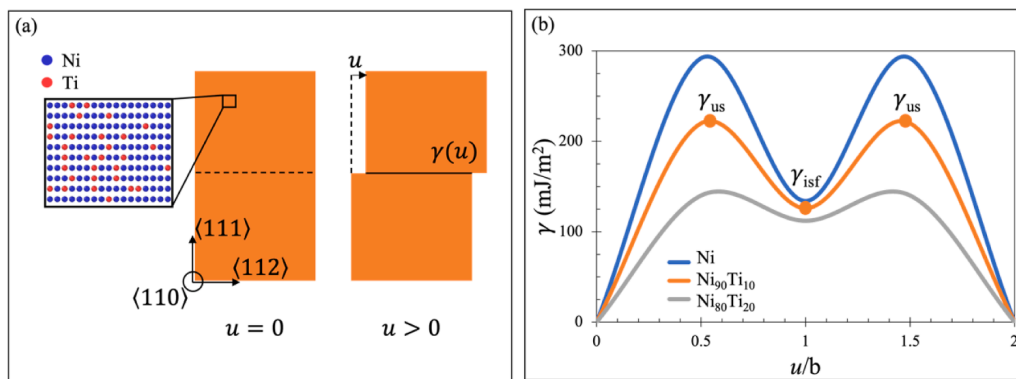 (a)
Ni
Ti
u
γ(u)
⟨111⟩
⟨112⟩
⟨110⟩
u = 0
u > 0
(b)
300
200
100
0
γ (mJ/m²)
γus
γus
γisf
Ni
Ni₉₀Ti₁₀
Ni₈₀Ti₂₀
0
0.5
1
1.5
2
u/b